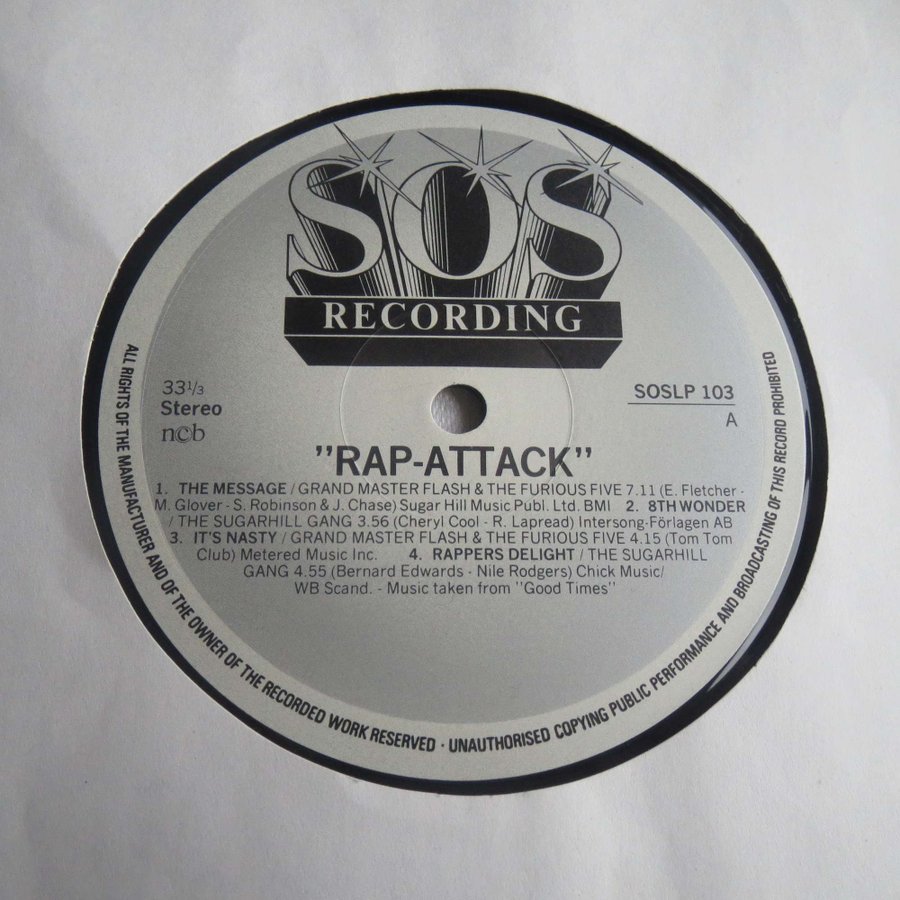 SOS
RECORDING
33 1/3
Stereo
n©b
SOSLP 103
A
"RAP-ATTACK"
1. THE MESSAGE / GRAND MASTER FLASH & THE FURIOUS FIVE 7.11 (E. Fletcher -
M. Glover - S. Robinson & J. Chase) Sugar Hill Music Publ. Ltd. BMI 2. 8TH WONDER
/ THE SUGARHILL GANG 3.56 (Cheryl Cool - R. Lapread) Intersong-Förlagen AB
3. IT'S NASTY / GRAND MASTER FLASH & THE FURIOUS FIVE 4.15 (Tom Tom
Club) Metered Music Inc. 4. RAPPERS DELIGHT / THE SUGARHILL
GANG 4.55 (Bernard Edwards - Nile Rodgers) Chick Music/
WB Scand. - Music taken from "Good Times"
ALL RIGHTS OF THE MANUFACTURER AND OF THE OWNER OF THE RECORDED WORK RESERVED · UNAUTHORISED COPYING PUBLIC PERFORMANCE AND BROADCASTING OF THIS RECORD PROHIBITED